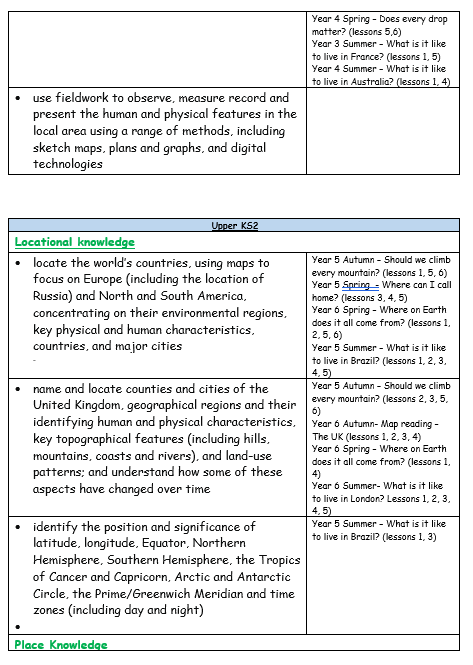 Year 4 Spring – Does every drop
matter? (lessons 5,6)
Year 3 Summer – What is it like
to live in France? (lessons 1, 5)
Year 4 Summer – What is it like
to live in Australia? (lessons 1, 4)
• use fieldwork to observe, measure record and
present the human and physical features in the
local area using a range of methods, including
sketch maps, plans and graphs, and digital
technologies
Upper KS2
Locational knowledge
• locate the world's countries, using maps to
focus on Europe (including the location of
Russia) and North and South America,
concentrating on their environmental regions,
key physical and human characteristics,
countries, and major cities
Year 5 Autumn – Should we climb
every mountain? (lessons 1, 5, 6)
Year 5 Spring – Where can I call
home? (lessons 3, 4, 5)
Year 6 Spring – Where on Earth
does it all come from? (lessons 1,
2, 5, 6)
Year 5 Summer – What is it like
to live in Brazil? (lessons 1, 2, 3,
4, 5)
• name and locate counties and cities of the
United Kingdom, geographical regions and their
identifying human and physical characteristics,
key topographical features (including hills,
mountains, coasts and rivers), and land-use
patterns; and understand how some of these
aspects have changed over time
Year 5 Autumn – Should we climb
every mountain? (lessons 2, 3, 5,
6)
Year 6 Autumn- Map reading –
The UK (lessons 1, 2, 3, 4)
Year 6 Spring – Where on Earth
does it all come from? (lessons 1,
4)
Year 6 Summer- What is it like
to live in London? Lessons 1, 2, 3,
4, 5)
• identify the position and significance of
latitude, longitude, Equator, Northern
Hemisphere, Southern Hemisphere, the Tropics
of Cancer and Capricorn, Arctic and Antarctic
Circle, the Prime/Greenwich Meridian and time
zones (including day and night)
•
Year 5 Summer – What is it like
to live in Brazil? (lessons 1, 3)
Place Knowledge